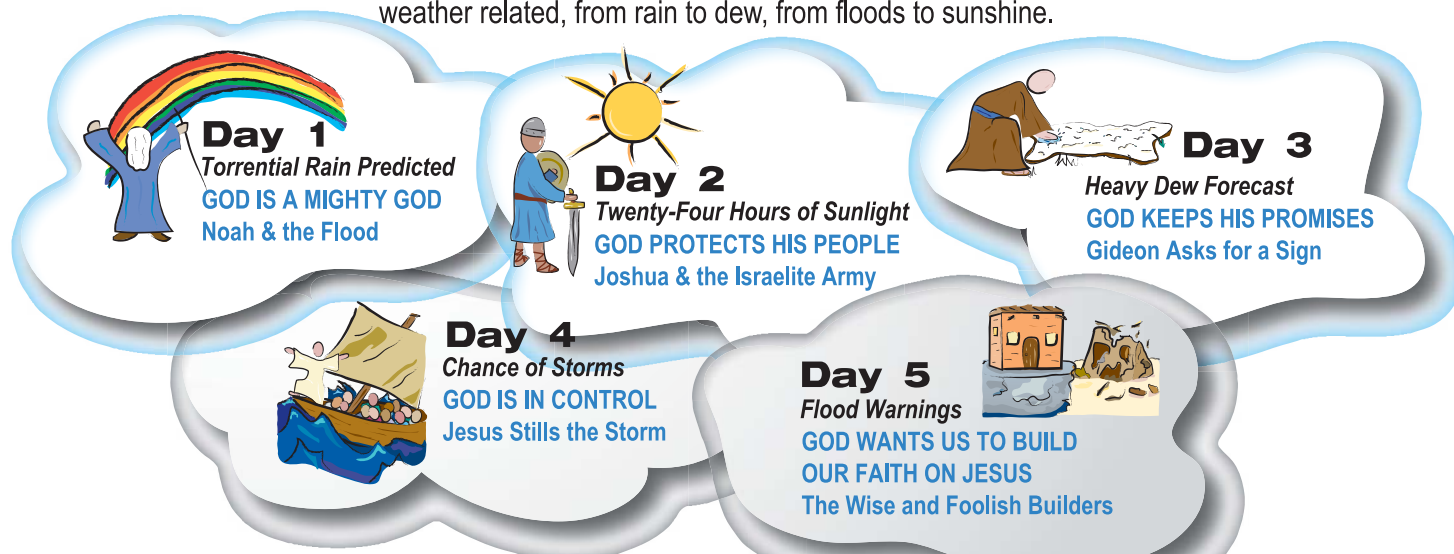 weather related, from rain to dew, from floods to sunshine.
Day 1
Torrential Rain Predicted
GOD IS A MIGHTY GOD
Noah & the Flood
Day 2
Twenty-Four Hours of Sunlight
GOD PROTECTS HIS PEOPLE
Joshua & the Israelite Army
Day 3
Heavy Dew Forecast
GOD KEEPS HIS PROMISES
Gideon Asks for a Sign
Day 4
Chance of Storms
GOD IS IN CONTROL
Jesus Stills the Storm
Day 5
Flood Warnings
GOD WANTS US TO BUILD
OUR FAITH ON JESUS
The Wise and Foolish Builders